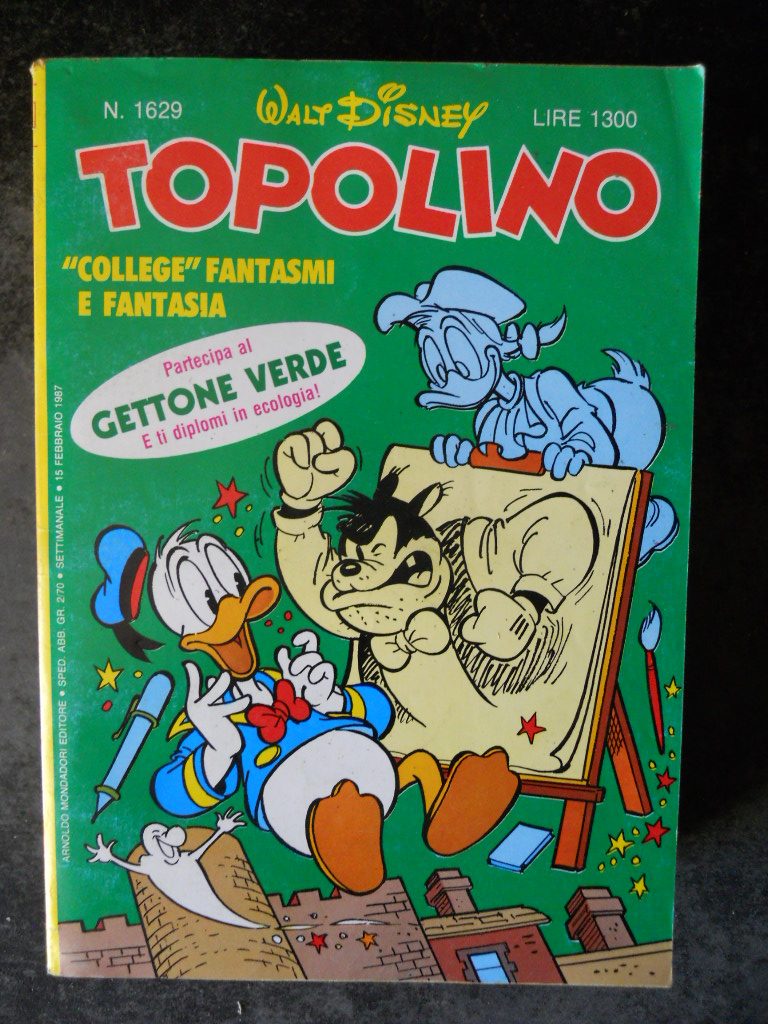 N. 1629
WALT DISNEY
LIRE 1300
TOPOLINO
"COLLEGE" FANTASMI
E FANTASIA
Partecipa al
GETTONE VERDE
E ti diplomi in ecologia!
ARNOLDO MONDADORI EDITORE • SPED. ABB. GR. 2/70 • SETTIMANALE • 15 FEBBRAIO 1987